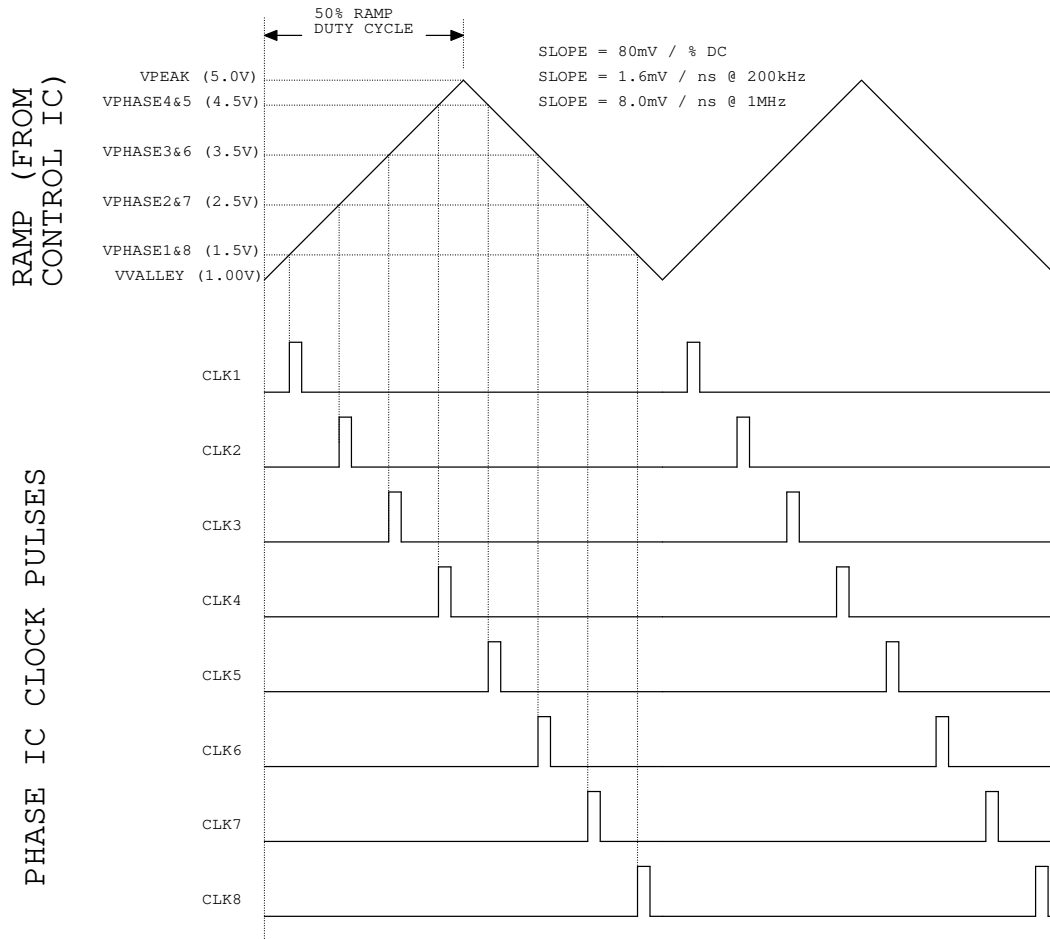 50% RAMP
DUTY CYCLE
SLOPE = 80mV / % DC
SLOPE = 1.6mV / ns @ 200kHz
SLOPE = 8.0mV / ns @ 1MHz
RAMP (FROM
CONTROL IC)
VPEAK (5.0V)
VPHASE4&5 (4.5V)
VPHASE3&6 (3.5V)
VPHASE2&7 (2.5V)
VPHASE1&8 (1.5V)
VVALLEY (1.00V)
PHASE IC CLOCK PULSES
CLK1
CLK2
CLK3
CLK4
CLK5
CLK6
CLK7
CLK8